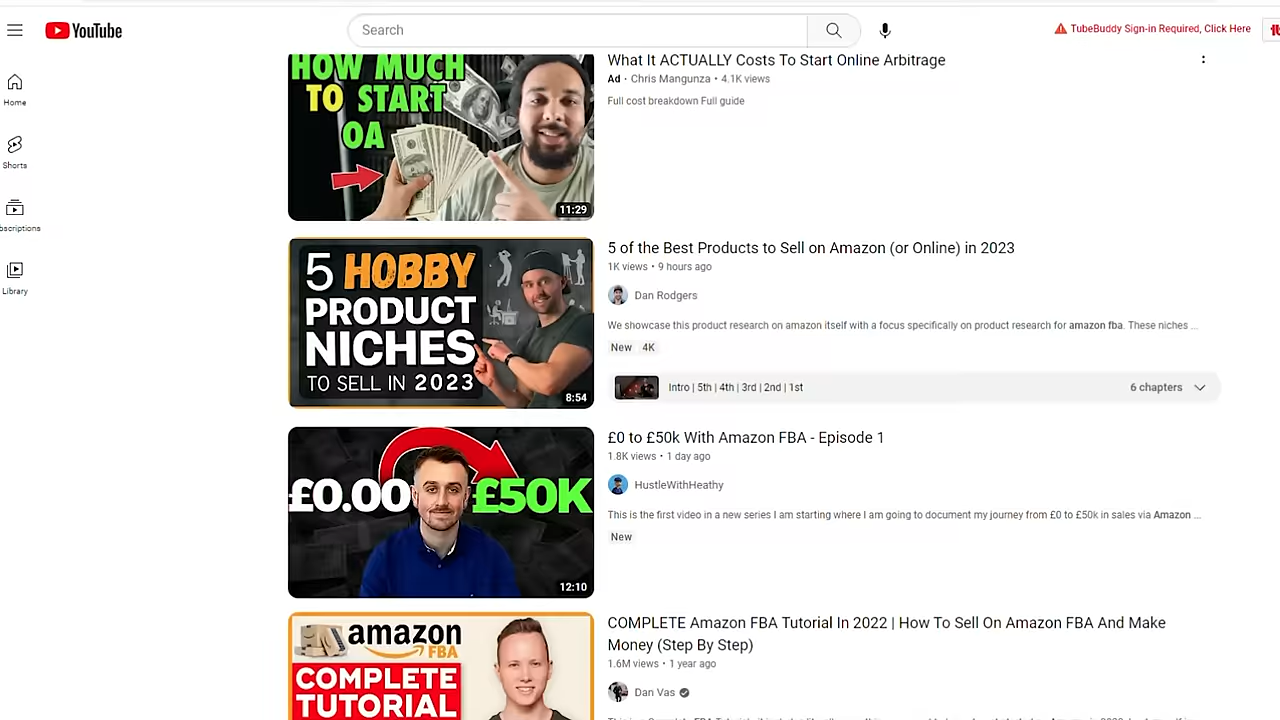 YouTube
Search
TubeBuddy Sign-in Required, Click Here
Home
Shorts
bscriptions
Library
HOW MUCH
TO START
OA
11:29
What It ACTUALLY Costs To Start Online Arbitrage
Ad · Chris Mangunza · 4.1K views
Full cost breakdown Full guide
5 HOBBY
PRODUCT
NICHES
TO SELL IN 2023
8:54
5 of the Best Products to Sell on Amazon (or Online) in 2023
1K views · 9 hours ago
Dan Rodgers
We showcase this product research on amazon itself with a focus specifically on product research for amazon fba. These niches ...
New 4K
Intro | 5th | 4th | 3rd | 2nd | 1st
6 chapters
£0.00 £50K
12:10
£0 to £50k With Amazon FBA - Episode 1
1.8K views · 1 day ago
HustleWithHeathy
This is the first video in a new series I am starting where I am going to document my journey from £0 to £50k in sales via Amazon ...
New
amazon
FBA
COMPLETE
TUTORIAL
COMPLETE Amazon FBA Tutorial In 2022 | How To Sell On Amazon FBA And Make
Money (Step By Step)
1.6M views · 1 year ago
Dan Vas